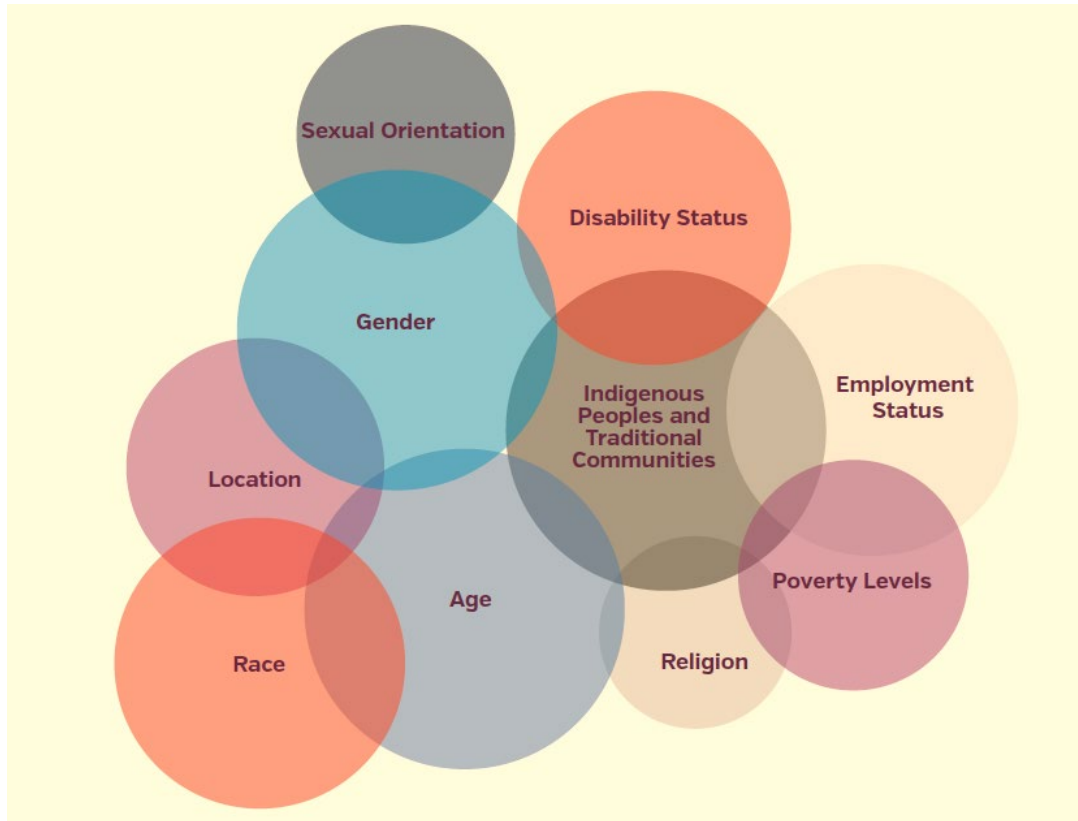 Sexual Orientation
Disability Status
Gender
Employment
Status
Indigenous
Peoples and
Traditional
Communities
Location
Poverty Levels
Age
Race
Religion